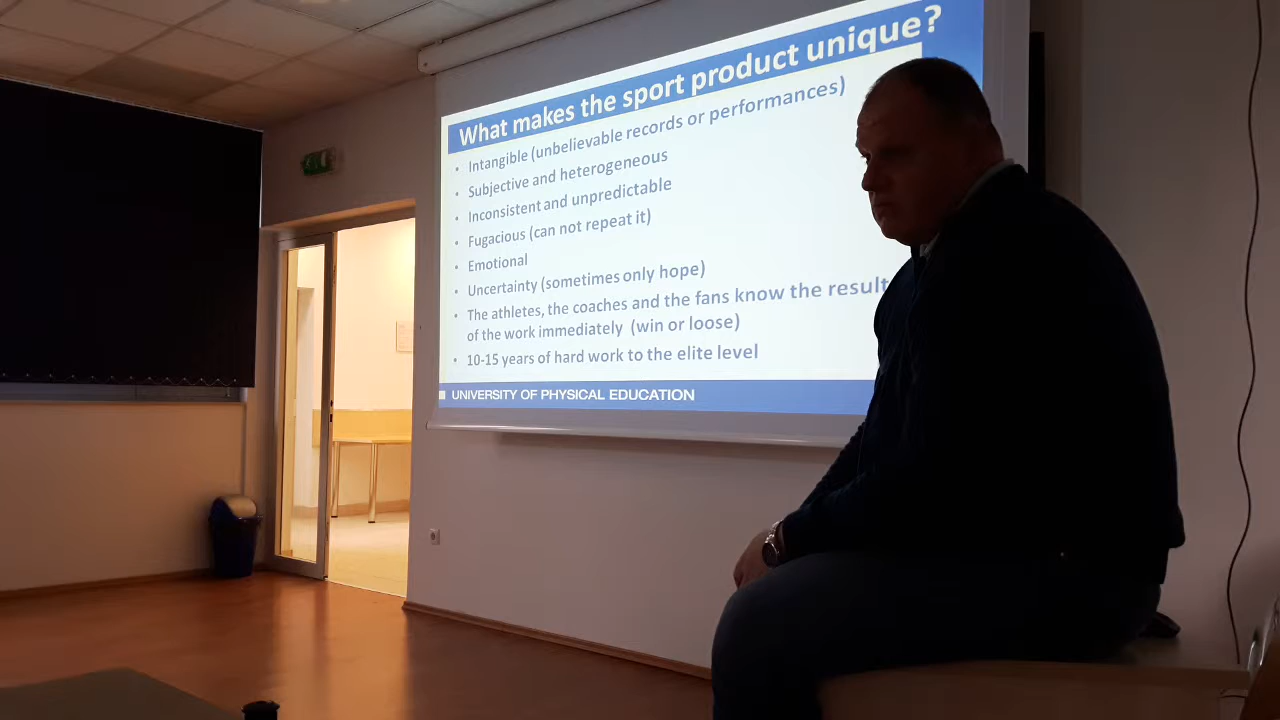 What makes the sport product unique?
• Intangible (unbelievable records or performances)
• Subjective and heterogeneous
• Inconsistent and unpredictable
• Fugacious (can not repeat it)
• Emotional
• Uncertainty (sometimes only hope)
• The athletes, the coaches and the fans know the result
of the work immediately (win or loose)
• 10-15 years of hard work to the elite level
UNIVERSITY OF PHYSICAL EDUCATION